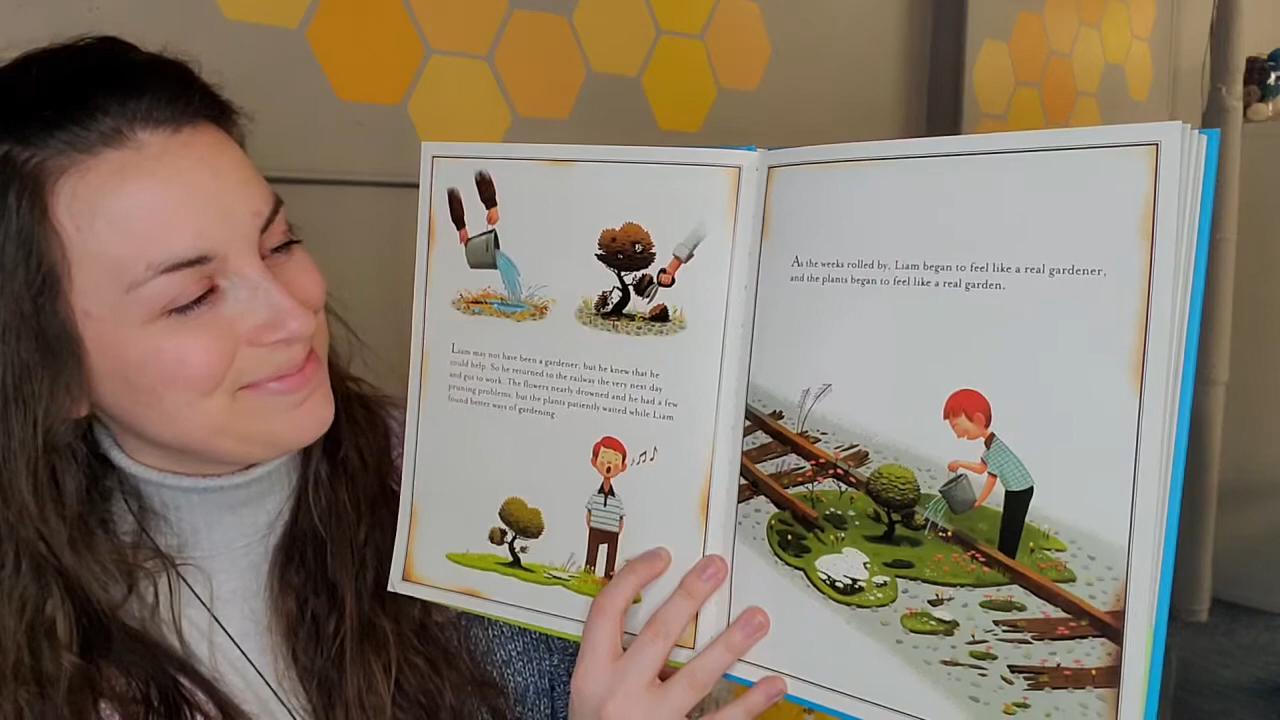 Liam may not have been a gardener, but he knew that he
could help. So he returned to the railway the very next day
and got to work. The flowers nearly drowned and he had a few
pruning problems, but the plants patiently waited while Liam
found better ways of gardening.
As the weeks rolled by, Liam began to feel like a real gardener,
and the plants began to feel like a real garden.